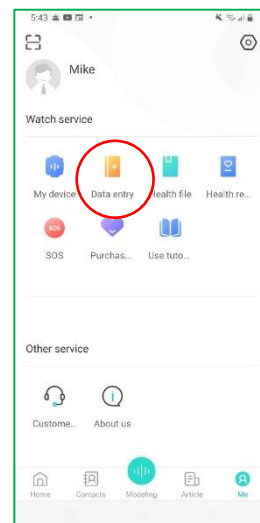 5:43
Mike
Watch service
My device Data entry Health file Health re...
SOS
SOS Purchas... Use tuto...
Other service
Custome... About us
Home Contacts Modeling Article Me